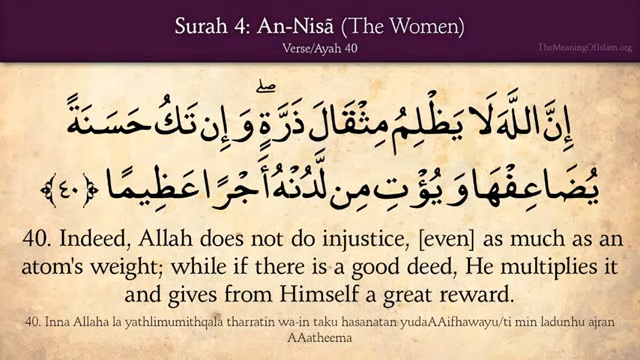 Surah 4: An-Nisã (The Women)
Verse/Ayah 40
TheMeaningOfIslam.org
إِنَّ اللَّهَ لَا يَظْلِمُ مِثْقَالَ ذَرَّةٍ ۖ وَإِن تَكُ حَسَنَةً
يُضَاعِفْهَا وَيُؤْتِ مِن لَّدُنْهُ أَجْرًا عَظِيمًا ﴿٤٠﴾
40. Indeed, Allah does not do injustice, [even] as much as an
atom's weight; while if there is a good deed, He multiplies it
and gives from Himself a great reward.
40. Inna Allaha la yathlimumithqala tharratin wa-in taku hasanatan yudaAAifhawayu/ti min ladunhu ajran
AAatheema